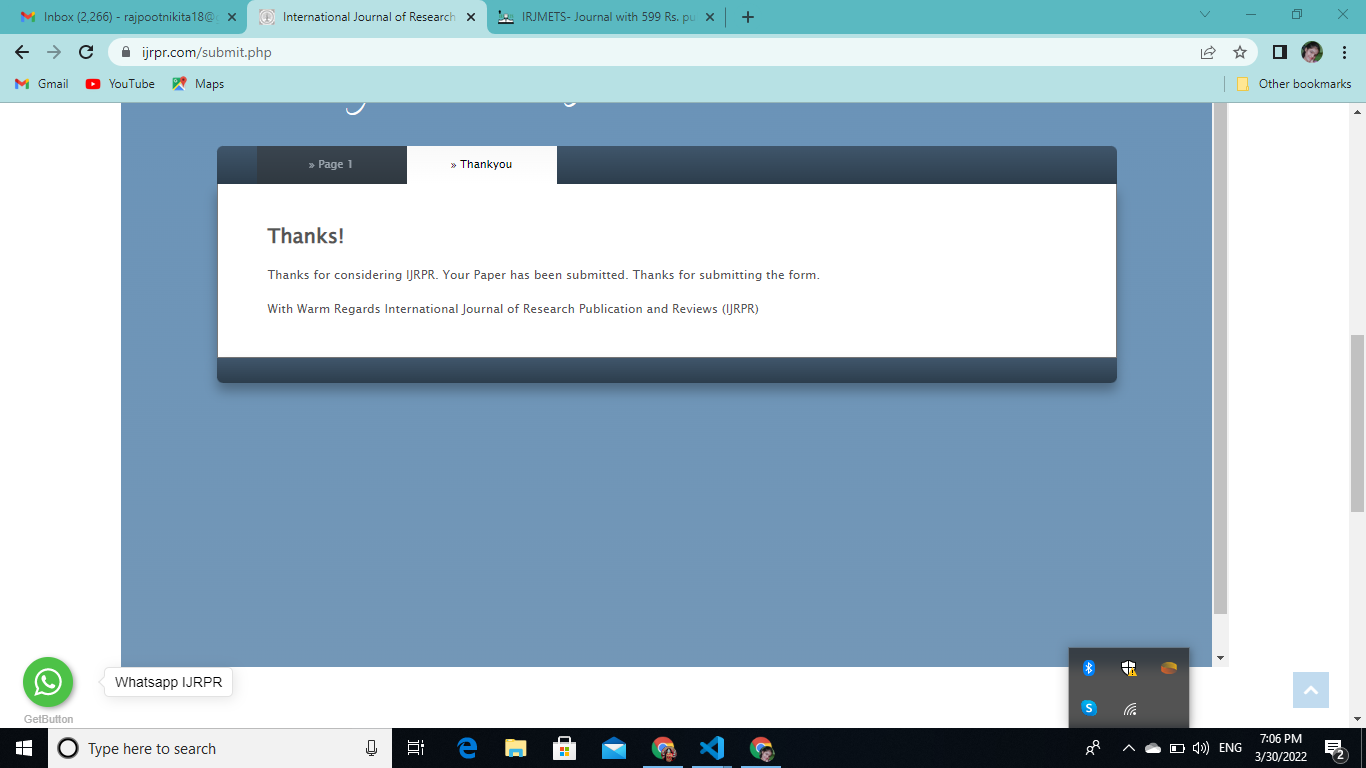 Inbox (2,266) - rajpootnikita18@
International Journal of Research
IRJMETS- Journal with 599 Rs. pu
ijrpr.com/submit.php
Gmail
YouTube
Maps
Other bookmarks
» Page 1
» Thankyou
Thanks!
Thanks for considering IJRPR. Your Paper has been submitted. Thanks for submitting the form.
With Warm Regards International Journal of Research Publication and Reviews (IJRPR)
Whatsapp IJRPR
GetButton
Type here to search
ENG
7:06 PM
3/30/2022
2